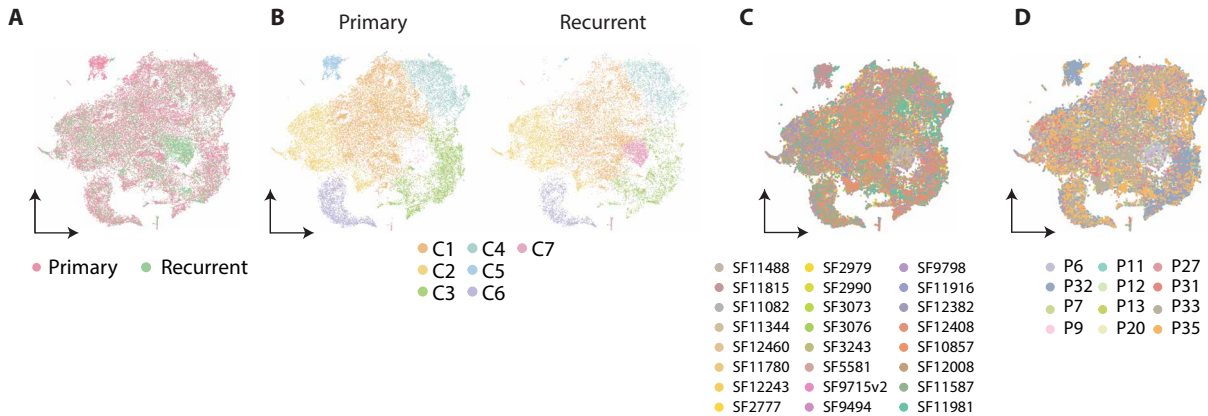 A
B
C
D
Primary
Recurrent
Primary
Recurrent
C1 C4 C7
C2 C5
C3 C6
SF11488 SF2979 SF9798
SF11815 SF2990 SF11916
SF11082 SF3073 SF12382
SF11344 SF3076 SF12408
SF12460 SF3243 SF10857
SF11780 SF5581 SF12008
SF12243 SF9715v2 SF11587
SF2777 SF9494 SF11981
P6 P11 P27
P32 P12 P31
P7 P13 P33
P9 P20 P35